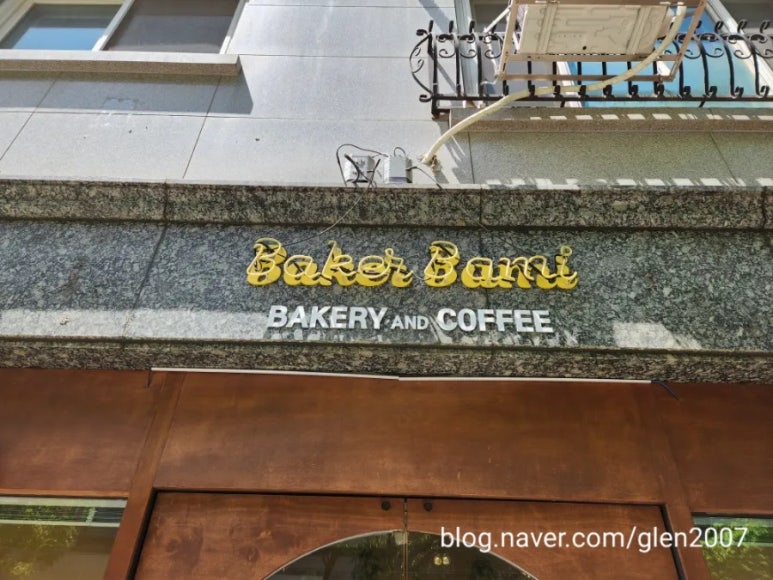 Baker Bami
BAKERY AND COFFEE
blog.naver.com/glen2007